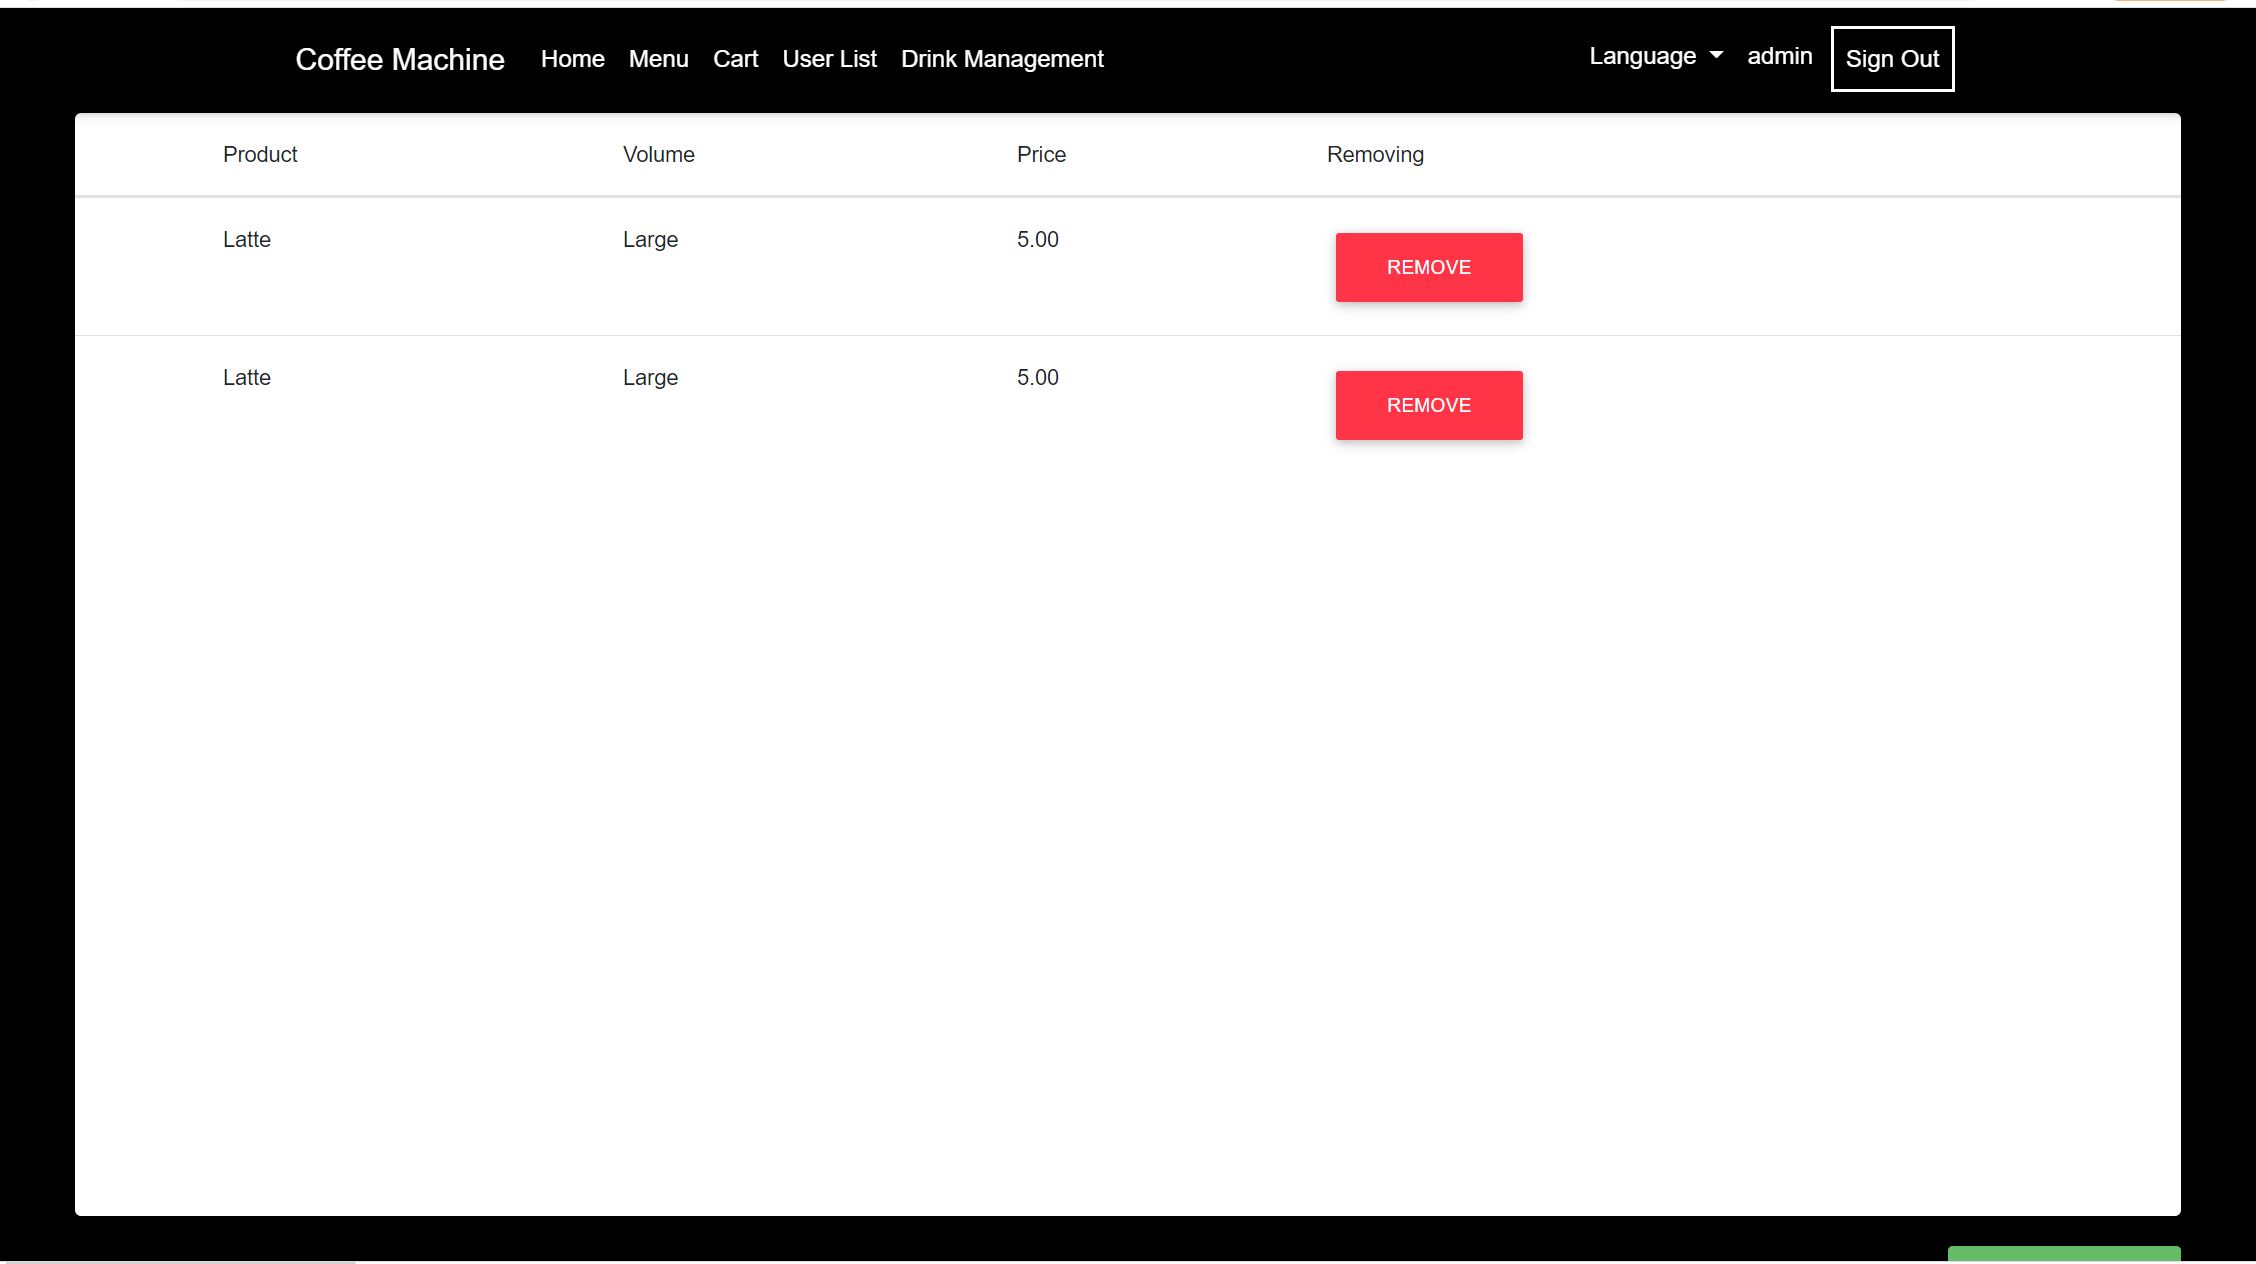 Coffee Machine Home Menu Cart User List Drink Management Language admin Sign Out
Product Volume Price Removing
Latte Large 5.00 REMOVE
Latte Large 5.00 REMOVE